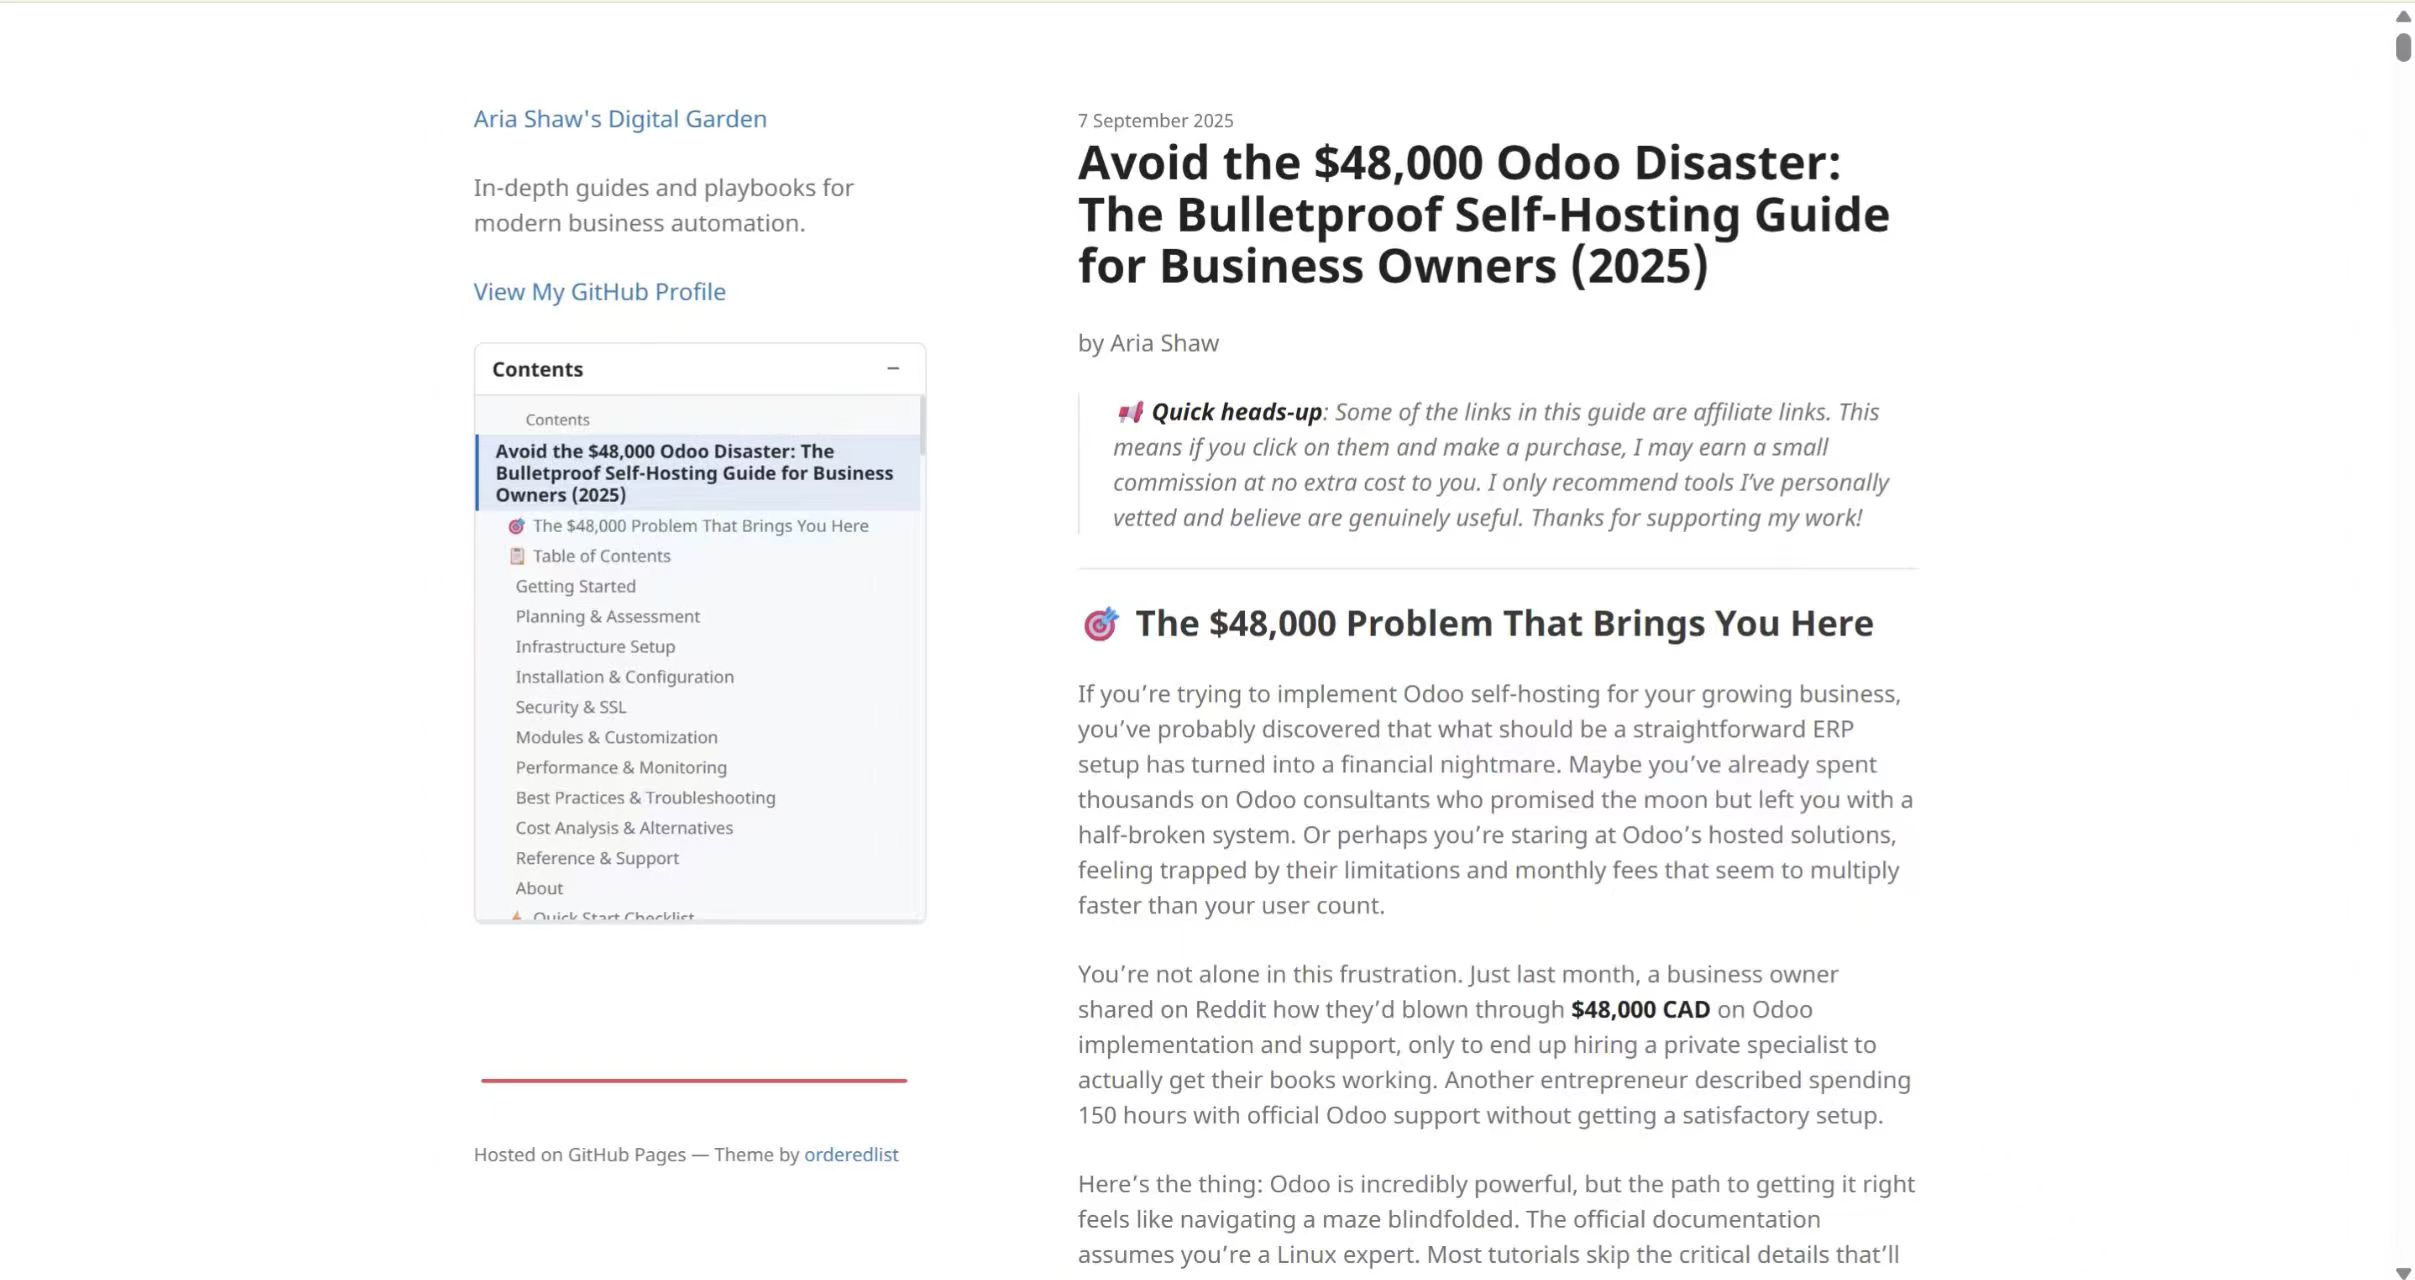 Aria Shaw's Digital Garden
In-depth guides and playbooks for
modern business automation.
View My GitHub Profile
Contents
−
Contents
Avoid the $48,000 Odoo Disaster: The
Bulletproof Self-Hosting Guide for Business
Owners (2025)
🎯 The $48,000 Problem That Brings You Here
📋 Table of Contents
Getting Started
Planning & Assessment
Infrastructure Setup
Installation & Configuration
Security & SSL
Modules & Customization
Performance & Monitoring
Best Practices & Troubleshooting
Cost Analysis & Alternatives
Reference & Support
About
Quick Start Checklist
Hosted on GitHub Pages — Theme by orderedlist
7 September 2025
Avoid the $48,000 Odoo Disaster:
The Bulletproof Self-Hosting Guide
for Business Owners (2025)
by Aria Shaw
📢 Quick heads-up: Some of the links in this guide are affiliate links. This
means if you click on them and make a purchase, I may earn a small
commission at no extra cost to you. I only recommend tools I’ve personally
vetted and believe are genuinely useful. Thanks for supporting my work!
🎯 The $48,000 Problem That Brings You Here
If you’re trying to implement Odoo self-hosting for your growing business,
you’ve probably discovered that what should be a straightforward ERP
setup has turned into a financial nightmare. Maybe you’ve already spent
thousands on Odoo consultants who promised the moon but left you with a
half-broken system. Or perhaps you’re staring at Odoo’s hosted solutions,
feeling trapped by their limitations and monthly fees that seem to multiply
faster than your user count.
You’re not alone in this frustration. Just last month, a business owner
shared on Reddit how they’d blown through $48,000 CAD on Odoo
implementation and support, only to end up hiring a private specialist to
actually get their books working. Another entrepreneur described spending
150 hours with official Odoo support without getting a satisfactory setup.
Here’s the thing: Odoo is incredibly powerful, but the path to getting it right
feels like navigating a maze blindfolded. The official documentation
assumes you’re a Linux expert. Most tutorials skip the critical details that’ll